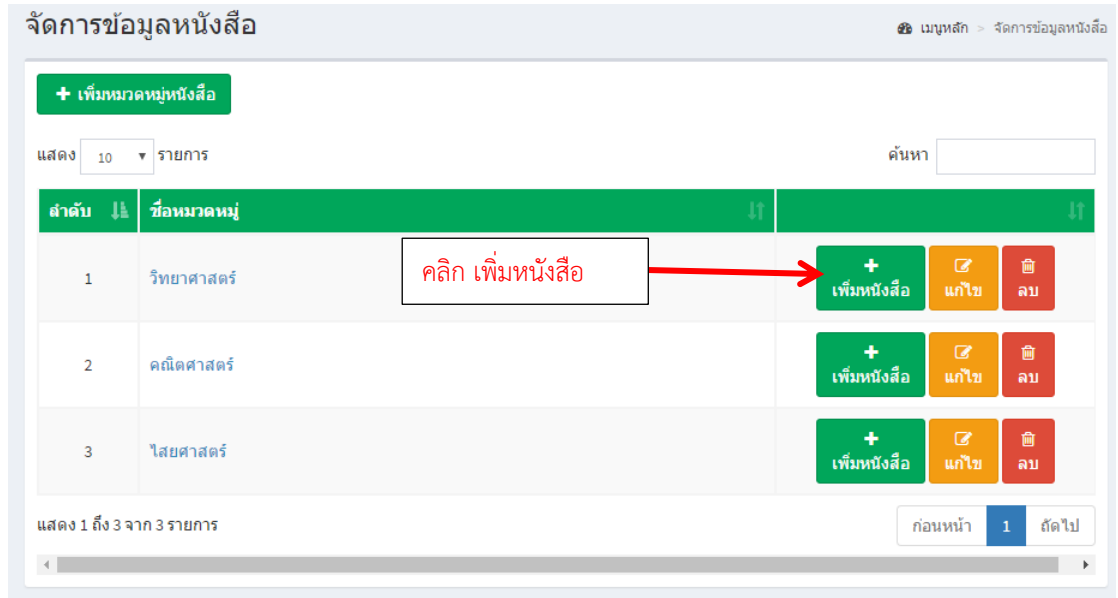 จัดการข้อมูลหนังสือ
เมนูหลัก > จัดการข้อมูลหนังสือ
เพิ่มหมวดหมู่หนังสือ
แสดง 10 รายการ ค้นหา
ลำดับ ชื่อหมวดหมู่
1 วิทยาศาสตร์ คลิก เพิ่มหนังสือ เพิ่มหนังสือ แก้ไข ลบ
2 คณิตศาสตร์ เพิ่มหนังสือ แก้ไข ลบ
3 ไสยศาสตร์ เพิ่มหนังสือ แก้ไข ลบ
แสดง 1 ถึง 3 จาก 3 รายการ ก่อนหน้า 1 ถัดไป